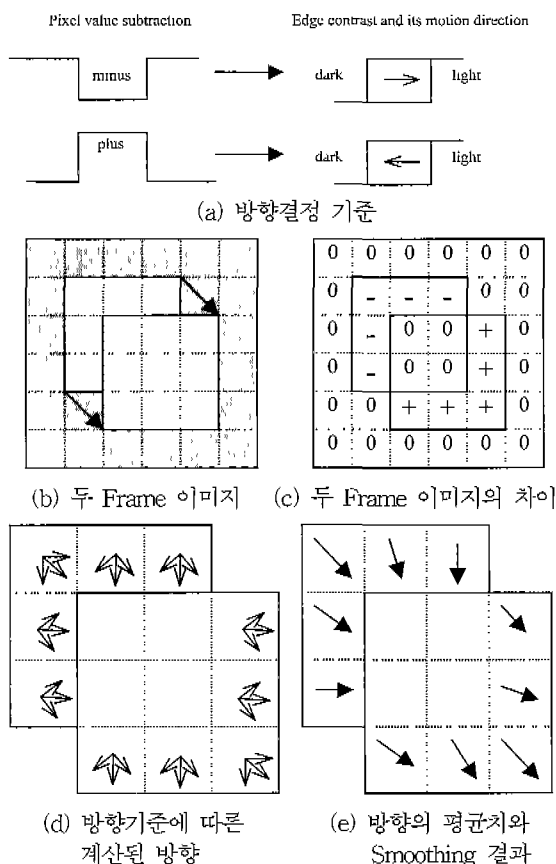 Pixel value subtraction
Edge contrast and its motion direction
minus
dark
light
plus
dark
light
(a) 방향결정 기준
0 0 0 0 0 0
0 - - - 0 0
0 - 0 0 + 0
0 - 0 0 + 0
0 0 + + + 0
0 0 0 0 0 0
(b) 두 Frame 이미지
(c) 두 Frame 이미지의 차이
(d) 방향기준에 따른
계산된 방향
(e) 방향의 평균치와
Smoothing 결과